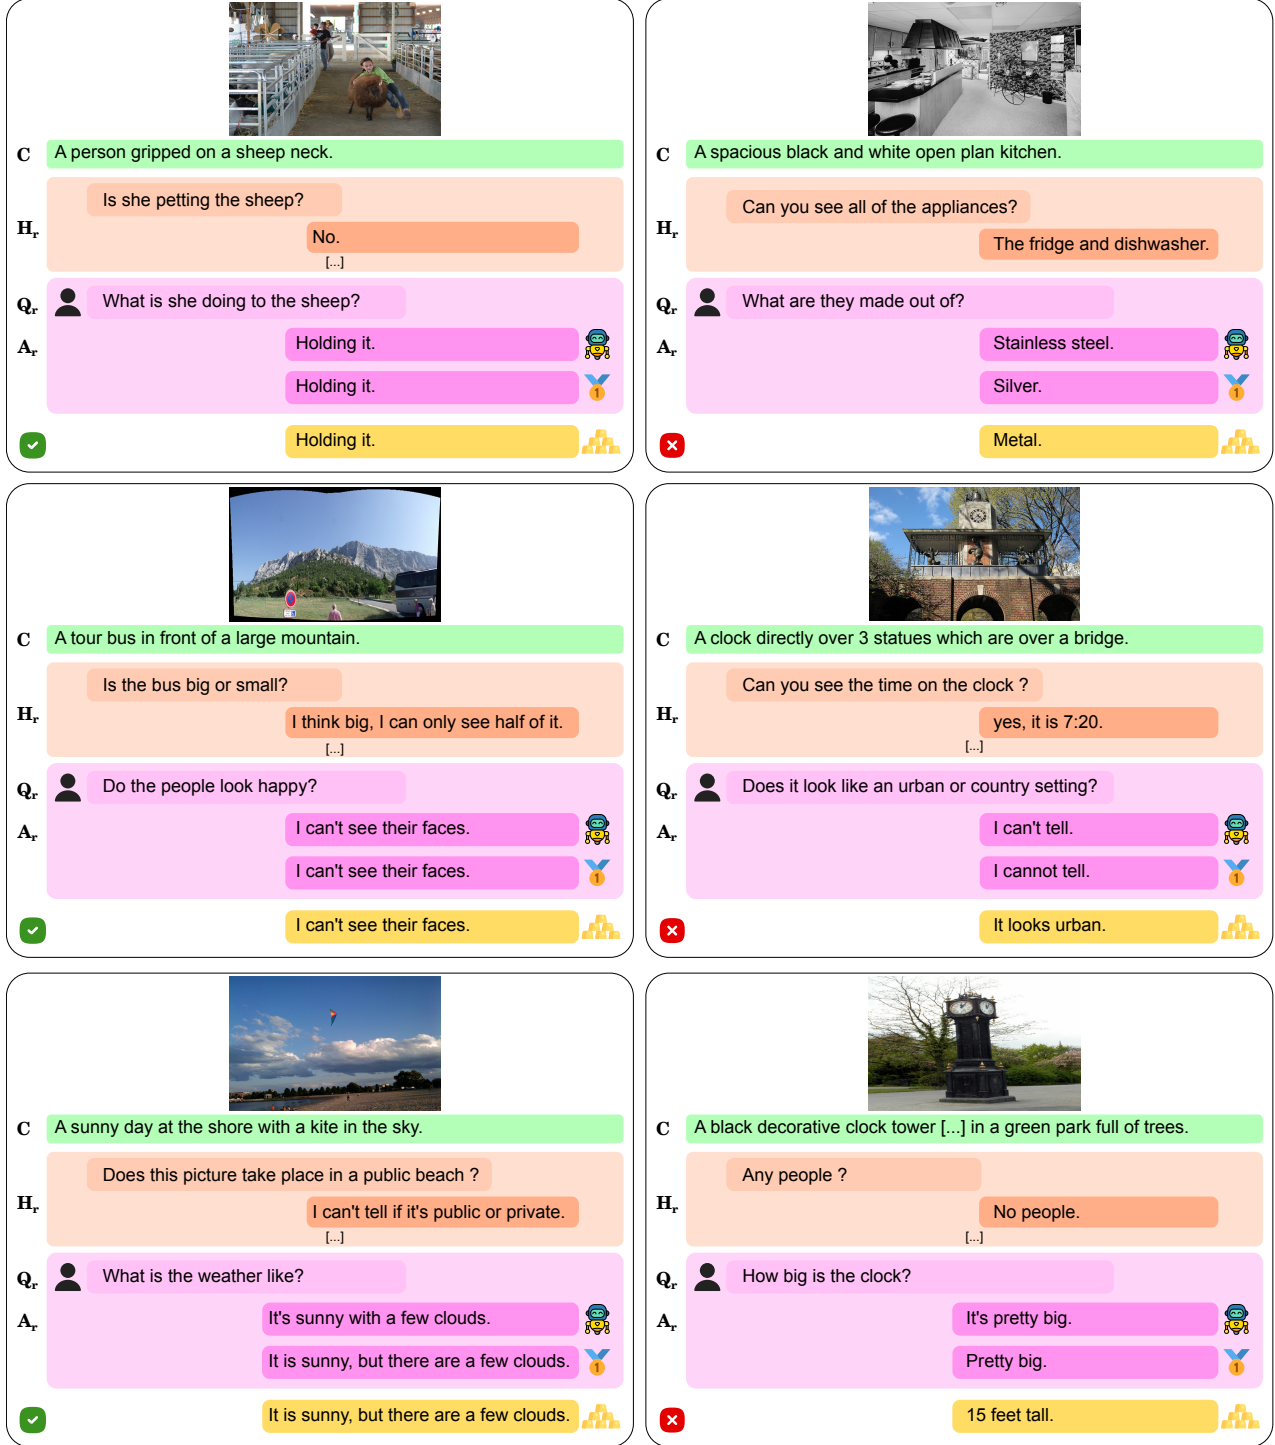 C A person gripped on a sheep neck.
Hr Is she petting the sheep?
No.
[...]
Qr What is she doing to the sheep?
Ar Holding it.
Holding it.
Holding it.
C A spacious black and white open plan kitchen.
Hr Can you see all of the appliances?
The fridge and dishwasher.
Qr What are they made out of?
Ar Stainless steel.
Silver.
Metal.
C A tour bus in front of a large mountain.
Hr Is the bus big or small?
I think big, I can only see half of it.
[...]
Qr Do the people look happy?
Ar I can't see their faces.
I can't see their faces.
I can't see their faces.
C A clock directly over 3 statues which are over a bridge.
Hr Can you see the time on the clock ?
yes, it is 7:20.
[...]
Qr Does it look like an urban or country setting?
Ar I can't tell.
I cannot tell.
It looks urban.
C A sunny day at the shore with a kite in the sky.
Hr Does this picture take place in a public beach ?
I can't tell if it's public or private.
[...]
Qr What is the weather like?
Ar It's sunny with a few clouds.
It is sunny, but there are a few clouds.
It is sunny, but there are a few clouds.
C A black decorative clock tower [...] in a green park full of trees.
Hr Any people ?
No people.
[...]
Qr How big is the clock?
Ar It's pretty big.
Pretty big.
15 feet tall.